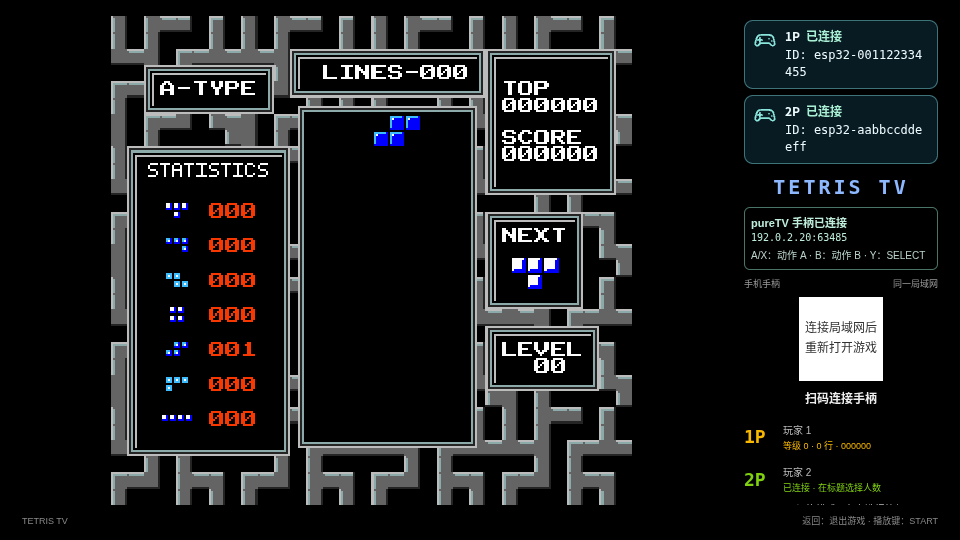 A-TYPE
LINES-000
TOP
000000
SCORE
000000
STATISTICS
000
000
000
000
001
000
000
NEXT
LEVEL
00
1P 已连接
ID: esp32-001122334
455
2P 已连接
ID: esp32-aabbccdde
eff
TETRIS TV
pureTV 手柄已连接
192.0.2.20:63485
A/X：动作 A · B：动作 B · Y：SELECT
手机手柄 同一局域网
连接局域网后
重新打开游戏
扫码连接手柄
1P 玩家 1
等级 0 · 0 行 · 000000
2P 玩家 2
已连接 · 在标题选择人数
TETRIS TV
返回：退出游戏 · 播放键：START